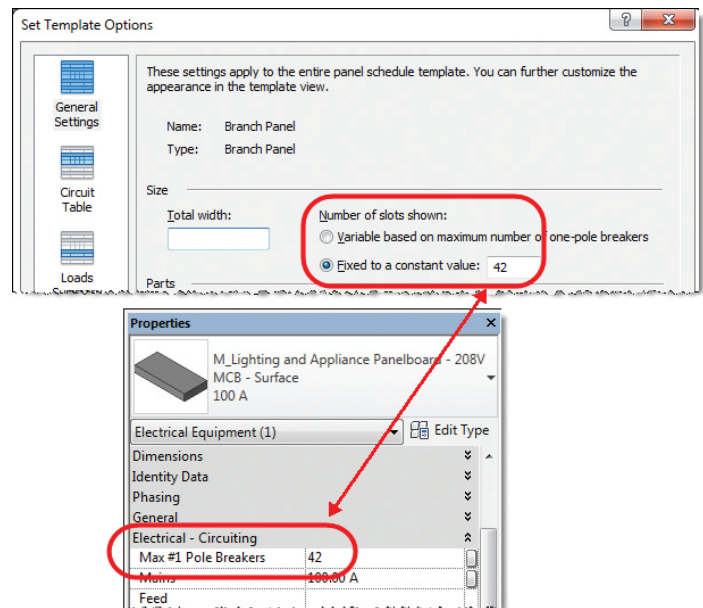 Set Template Options
These settings apply to the entire panel schedule template. You can further customize the
appearance in the template view.
General
Settings
Name: Branch Panel
Type: Branch Panel
Circuit
Table
Size
Total width:
Number of slots shown:
Variable based on maximum number of one-pole breakers
Fixed to a constant value: 42
Loads
Parts
Properties
M_Lighting and Appliance Panelboard - 208V
MCB - Surface
100 A
Electrical Equipment (1)
Edit Type
Dimensions
Identity Data
Phasing
General
Electrical - Circuiting
Max #1 Pole Breakers 42
Mains 100.00 A
Feed